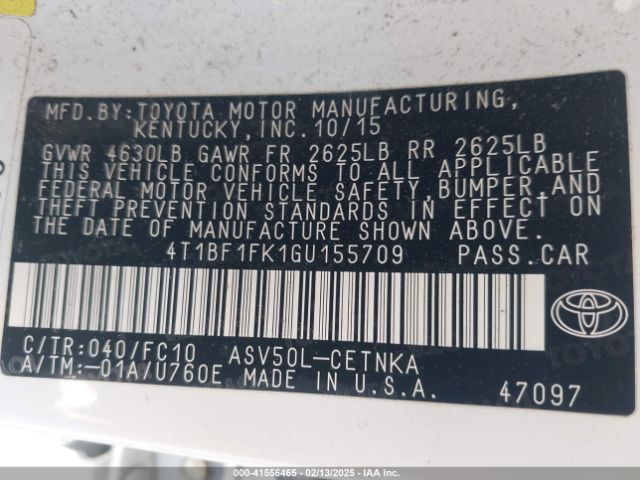 MFD.BY:TOYOTA MOTOR MANUFACTURING,
KENTUCKY,INC.10/15
GVWR 4630LB GAWR FR 2625LB RR 2625LB
THIS VEHICLE CONFORMS TO ALL APPLICABLE
FEDERAL MOTOR VEHICLE SAFETY,BUMPER,AND
THEFT PREVENTION STANDARDS IN EFFECT ON
THE DATE OF MANUFACTURE SHOWN ABOVE.
4T1BF1FK1GU155709 PASS.CAR
C/TR:040/FC10 ASV50L-CETNKA
A/TM:-01A/U760E MADE IN U.S.A.
47097
000-41556465 - 02/13/2025 - IAA